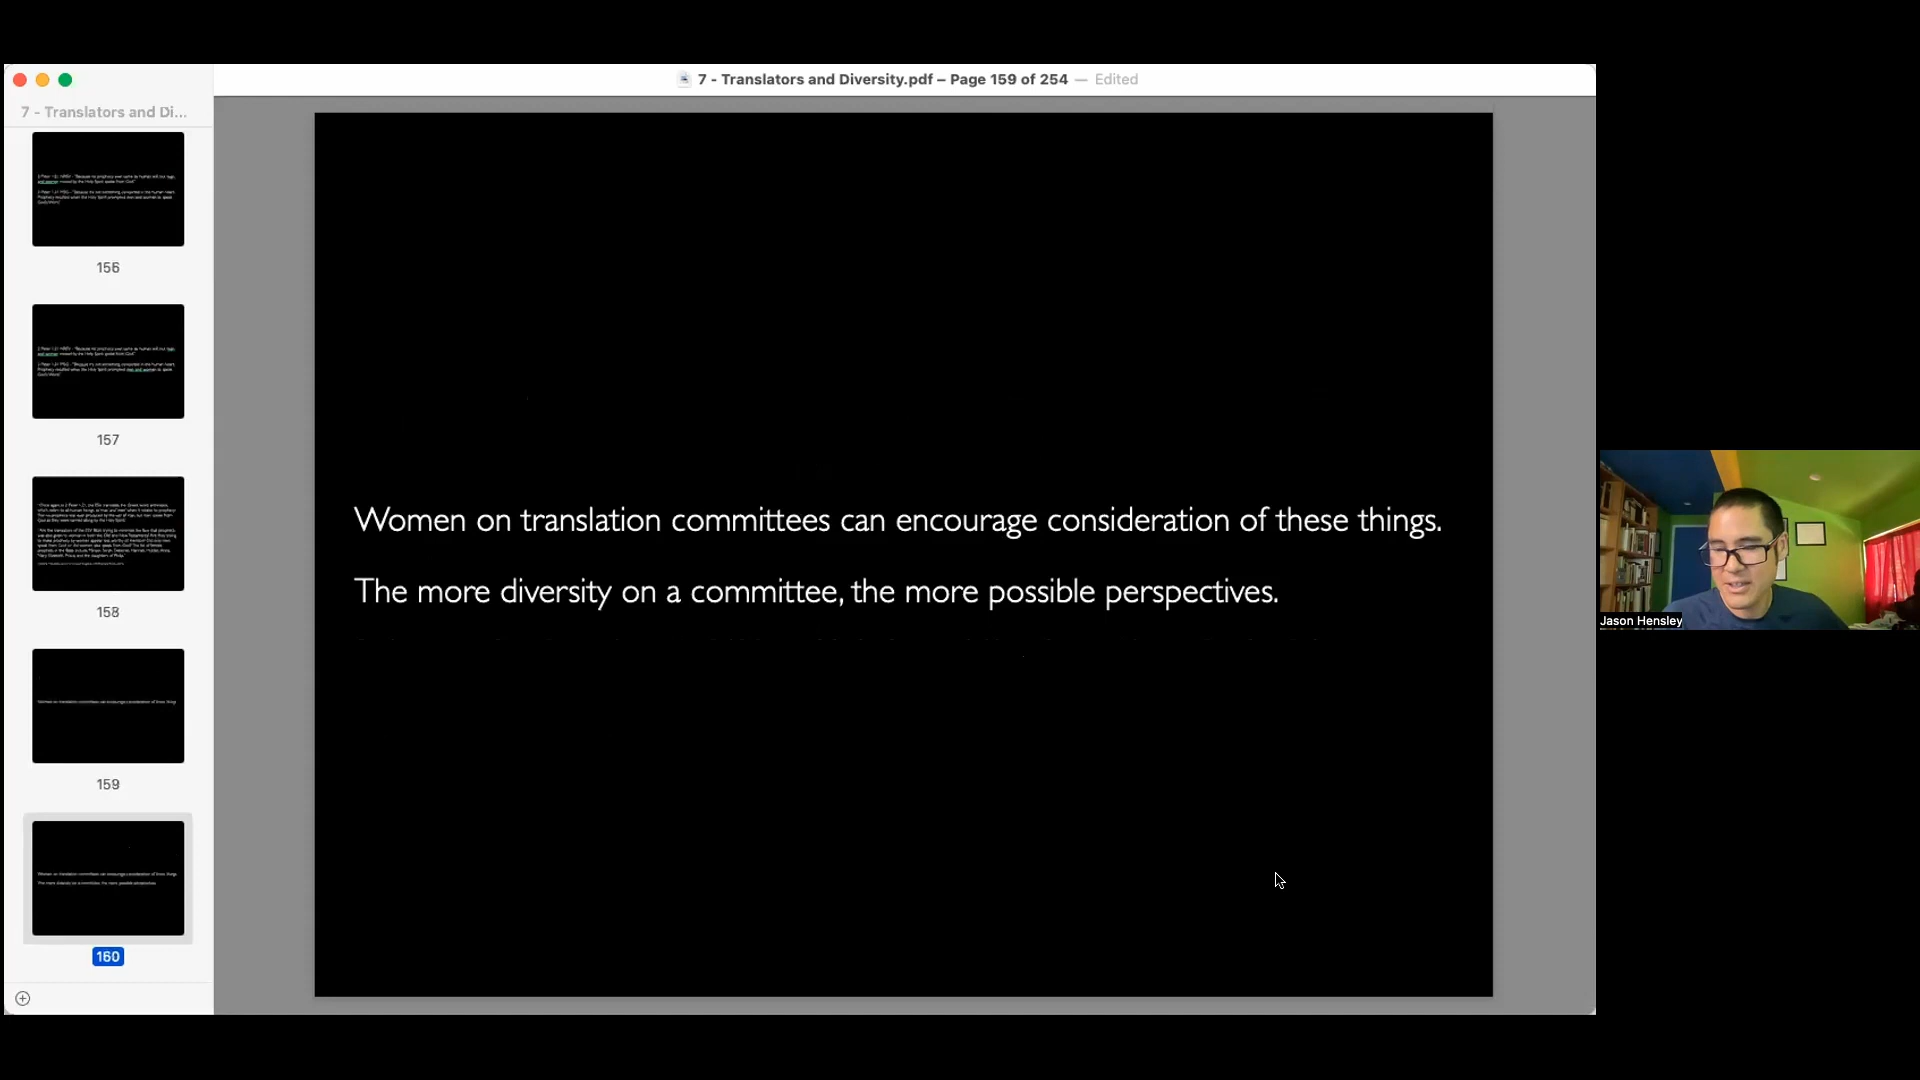 7 - Translators and Diversity.pdf – Page 159 of 254 — Edited
7 - Translators and Di...
156
157
158
159
160
Women on translation committees can encourage consideration of these things.
The more diversity on a committee, the more possible perspectives.
Jason Hensley